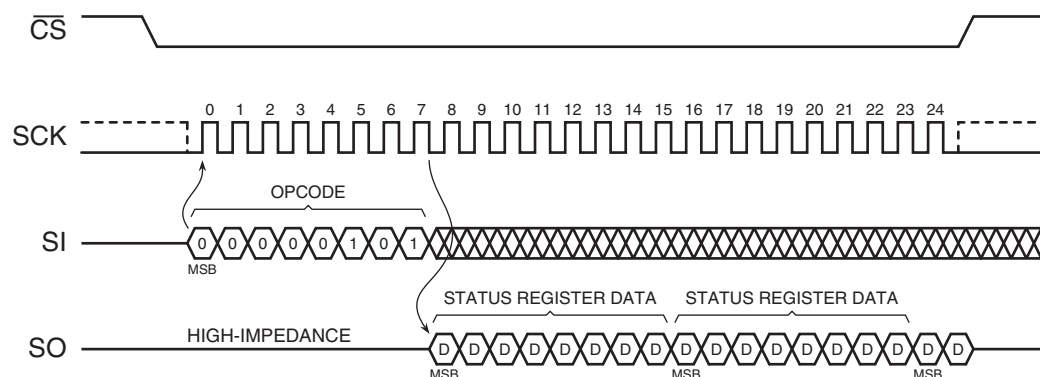 CS
0 1 2 3 4 5 6 7 8 9 10 11 12 13 14 15 16 17 18 19 20 21 22 23 24
SCK
OPCODE
SI 0 0 0 0 0 1 0 1
MSB
STATUS REGISTER DATA STATUS REGISTER DATA
HIGH-IMPEDANCE
SO D D D D D D D D D D D D D D D D D D
MSB MSB MSB